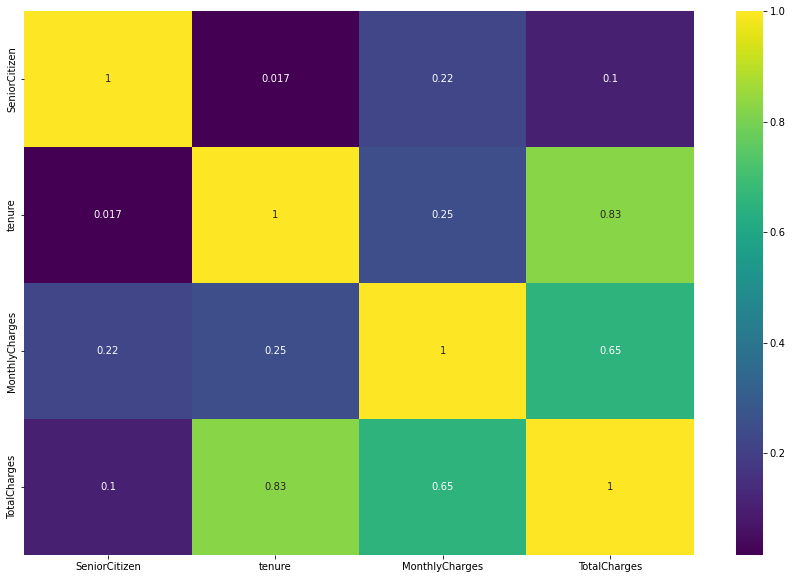 SeniorCitizen 1 0.017 0.22 0.1
tenure 0.017 1 0.25 0.83
MonthlyCharges 0.22 0.25 1 0.65
TotalCharges 0.1 0.83 0.65 1
SeniorCitizen tenure MonthlyCharges TotalCharges
1.0
0.8
0.6
0.4
0.2